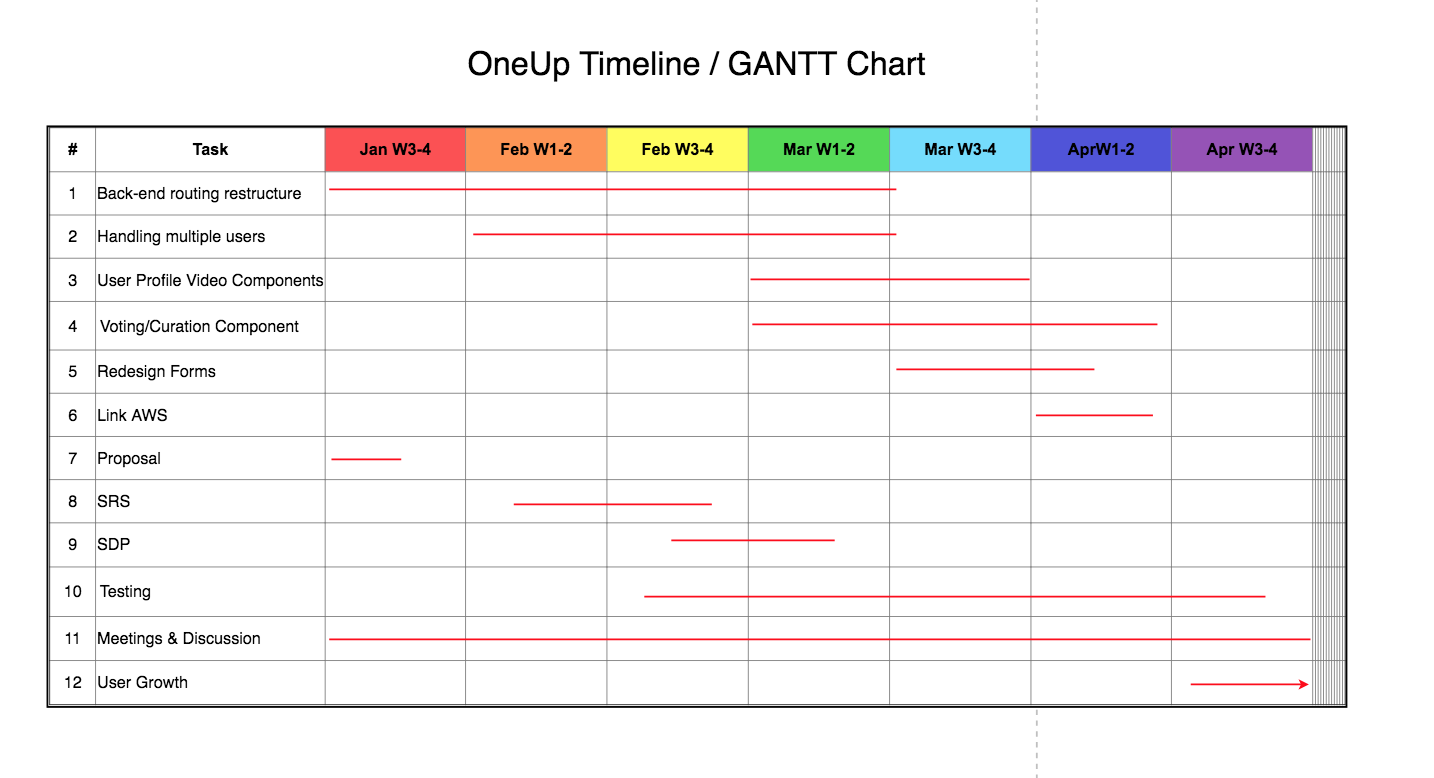 OneUp Timeline / GANTT Chart
# Task Jan W3-4 Feb W1-2 Feb W3-4 Mar W1-2 Mar W3-4 AprW1-2 Apr W3-4
1 Back-end routing restructure
2 Handling multiple users
3 User Profile Video Components
4 Voting/Curation Component
5 Redesign Forms
6 Link AWS
7 Proposal
8 SRS
9 SDP
10 Testing
11 Meetings & Discussion
12 User Growth